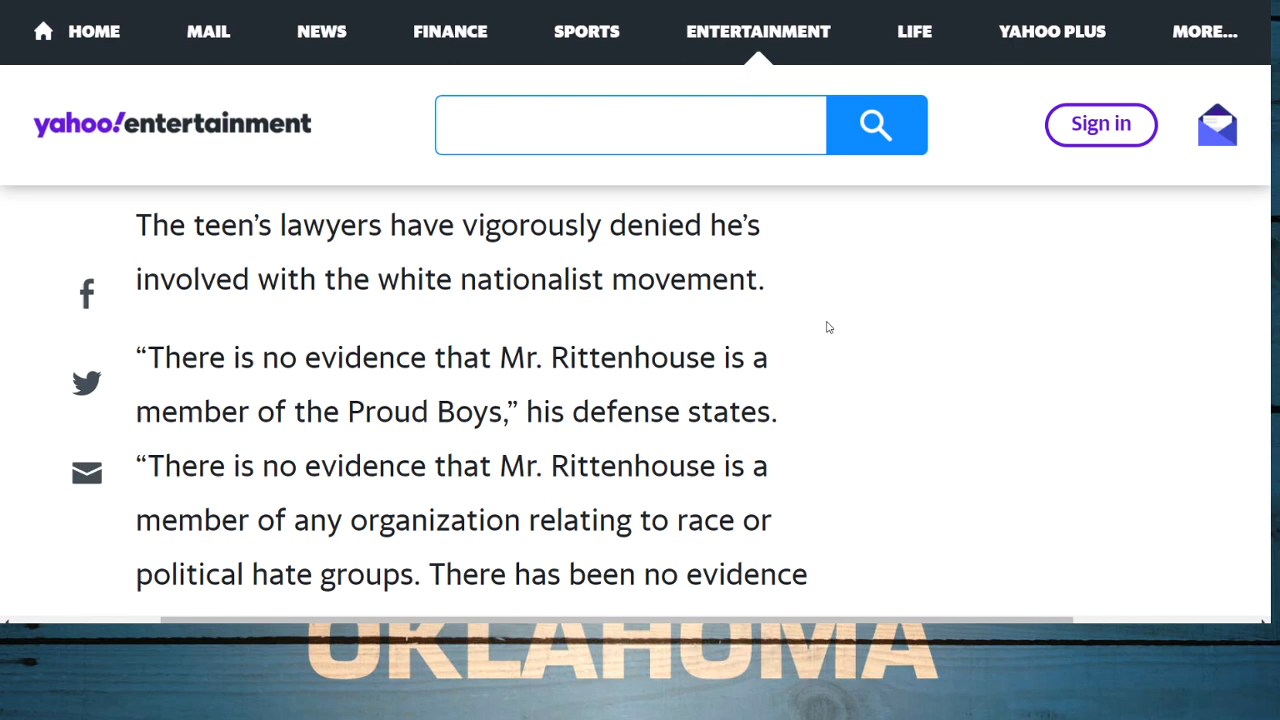 HOME MAIL NEWS FINANCE SPORTS ENTERTAINMENT LIFE YAHOO PLUS MORE...
yahoo!entertainment
Sign in
The teen’s lawyers have vigorously denied he’s
involved with the white nationalist movement.
“There is no evidence that Mr. Rittenhouse is a
member of the Proud Boys,” his defense states.
“There is no evidence that Mr. Rittenhouse is a
member of any organization relating to race or
political hate groups. There has been no evidence
OKLAHOMA